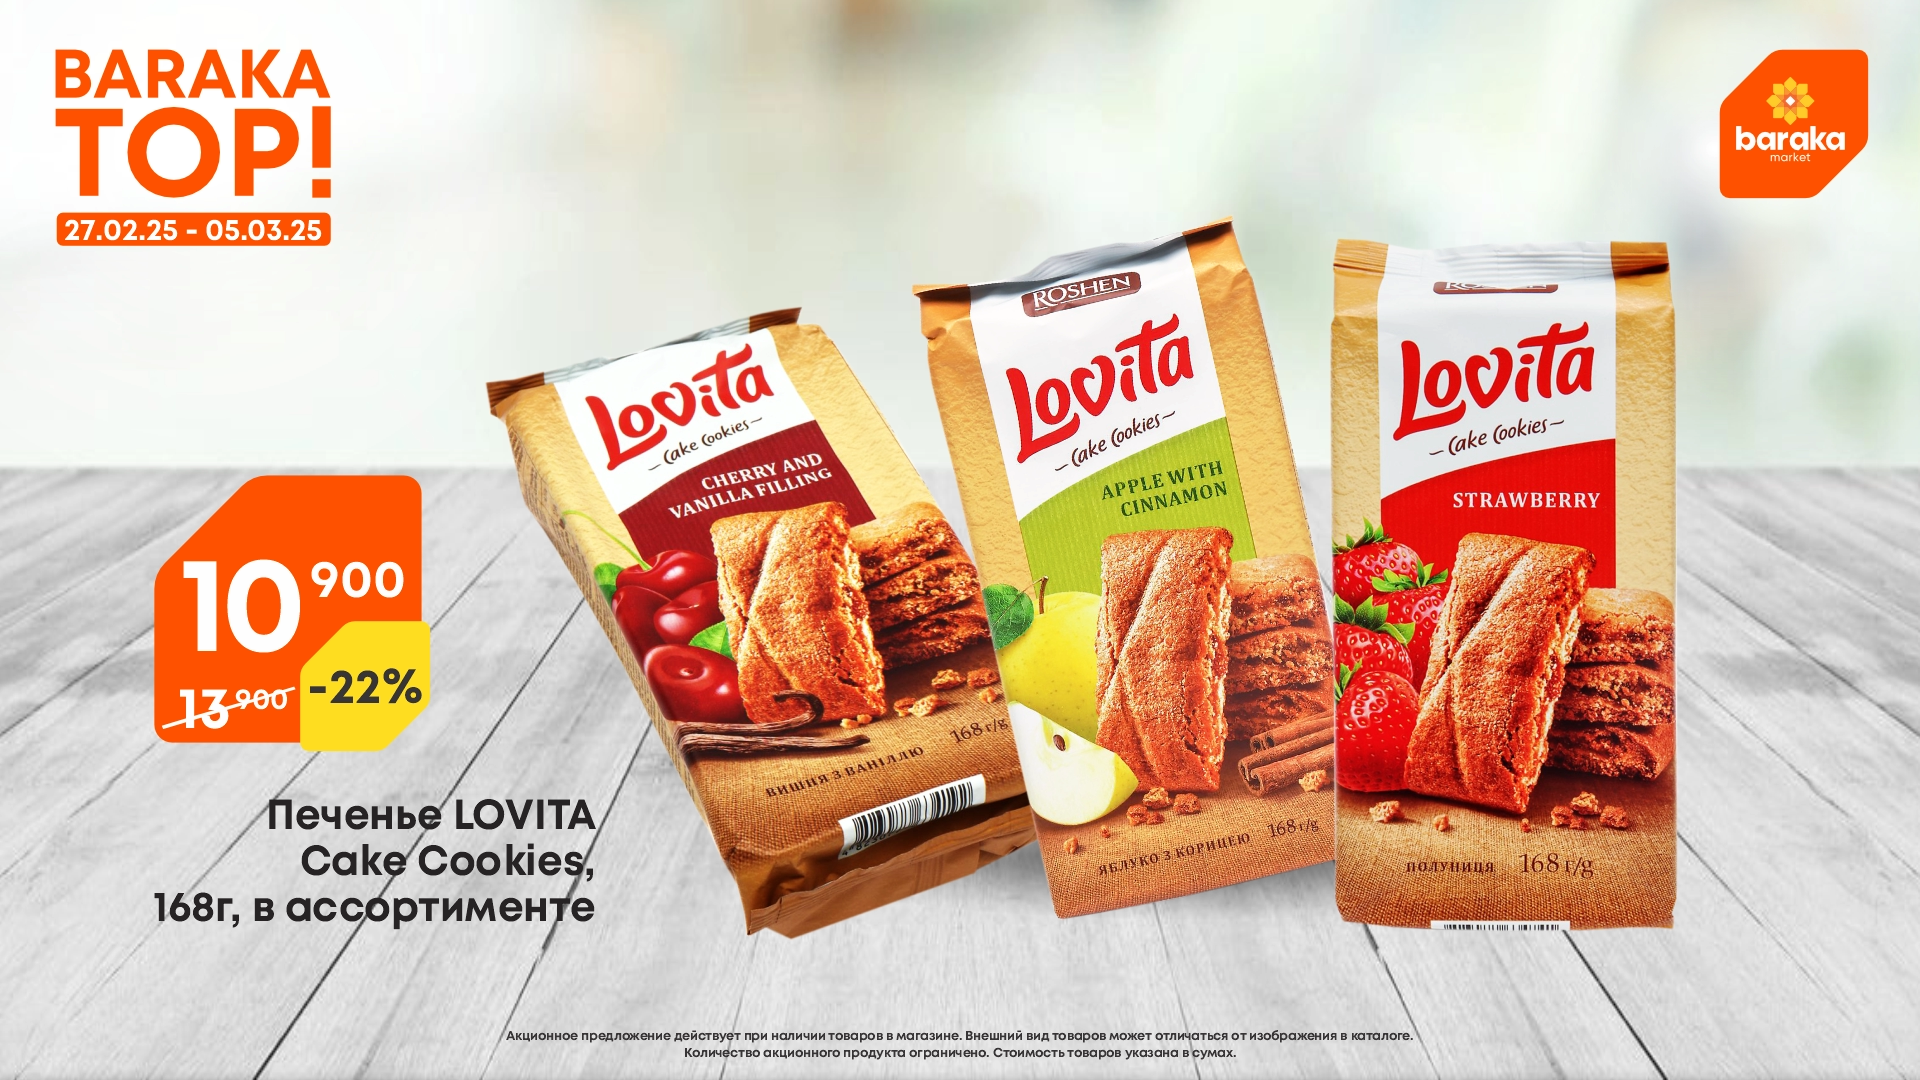 BARAKA
TOP!
27.02.25 - 05.03.25
baraka
market
ROSHEN
Lovita
Cake Cookies
CHERRY AND
VANILLA FILLING
ВИШНЯ З ВАНІЛЛЮ 168 г/g
Lovita
Cake Cookies
APPLE WITH
CINNAMON
ЯБЛУКО З КОРИЦЕЮ 168 г/g
Lovita
Cake Cookies
STRAWBERRY
ПОЛУНИЦЯ 168 г/g
10 900
13 900
-22%
Печенье LOVITA
Cake Cookies,
168г, в ассортименте
Акционное предложение действует при наличии товаров в магазине. Внешний вид товаров может отличаться от изображения в каталоге.
Количество акционного продукта ограничено. Стоимость товаров указана в сумах.